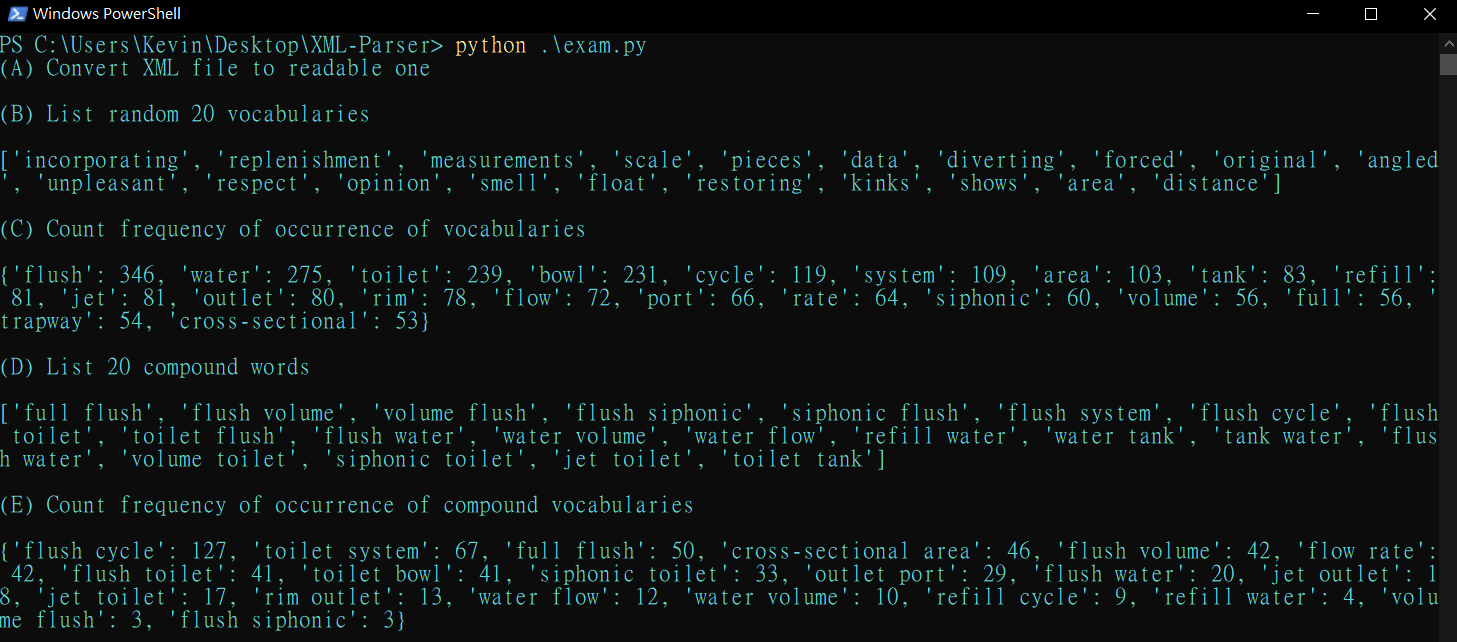 Windows PowerShell
PS C:\Users\Kevin\Desktop\XML-Parser> python .\exam.py
(A) Convert XML file to readable one
(B) List random 20 vocabularies
['incorporating', 'replenishment', 'measurements', 'scale', 'pieces', 'data', 'diverting', 'forced', 'original', 'angled
', 'unpleasant', 'respect', 'opinion', 'smell', 'float', 'restoring', 'kinks', 'shows', 'area', 'distance']
(C) Count frequency of occurrence of vocabularies
{'flush': 346, 'water': 275, 'toilet': 239, 'bowl': 231, 'cycle': 119, 'system': 109, 'area': 103, 'tank': 83, 'refill':
 81, 'jet': 81, 'outlet': 80, 'rim': 78, 'flow': 72, 'port': 66, 'rate': 64, 'siphonic': 60, 'volume': 56, 'full': 56, '
trapway': 54, 'cross-sectional': 53}
(D) List 20 compound words
['full flush', 'flush volume', 'volume flush', 'flush siphonic', 'siphonic flush', 'flush system', 'flush cycle', 'flush
 toilet', 'toilet flush', 'flush water', 'water volume', 'water flow', 'refill water', 'water tank', 'tank water', 'flus
h water', 'volume toilet', 'siphonic toilet', 'jet toilet', 'toilet tank']
(E) Count frequency of occurrence of compound vocabularies
{'flush cycle': 127, 'toilet system': 67, 'full flush': 50, 'cross-sectional area': 46, 'flush volume': 42, 'flow rate':
 42, 'flush toilet': 41, 'toilet bowl': 41, 'siphonic toilet': 33, 'outlet port': 29, 'flush water': 20, 'jet outlet': 1
8, 'jet toilet': 17, 'rim outlet': 13, 'water flow': 12, 'water volume': 10, 'refill cycle': 9, 'refill water': 4, 'volu
me flush': 3, 'flush siphonic': 3}